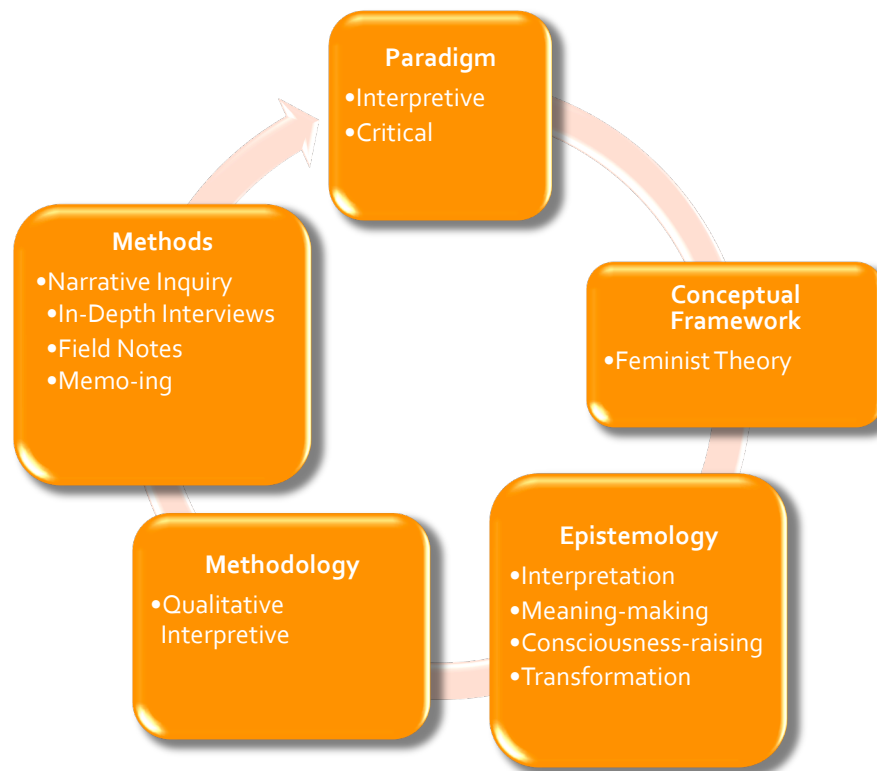 Paradigm
•Interpretive
•Critical
Conceptual
Framework
•Feminist Theory
Epistemology
•Interpretation
•Meaning-making
•Consciousness-raising
•Transformation
Methodology
•Qualitative
Interpretive
Methods
•Narrative Inquiry
•In-Depth Interviews
•Field Notes
•Memo-ing